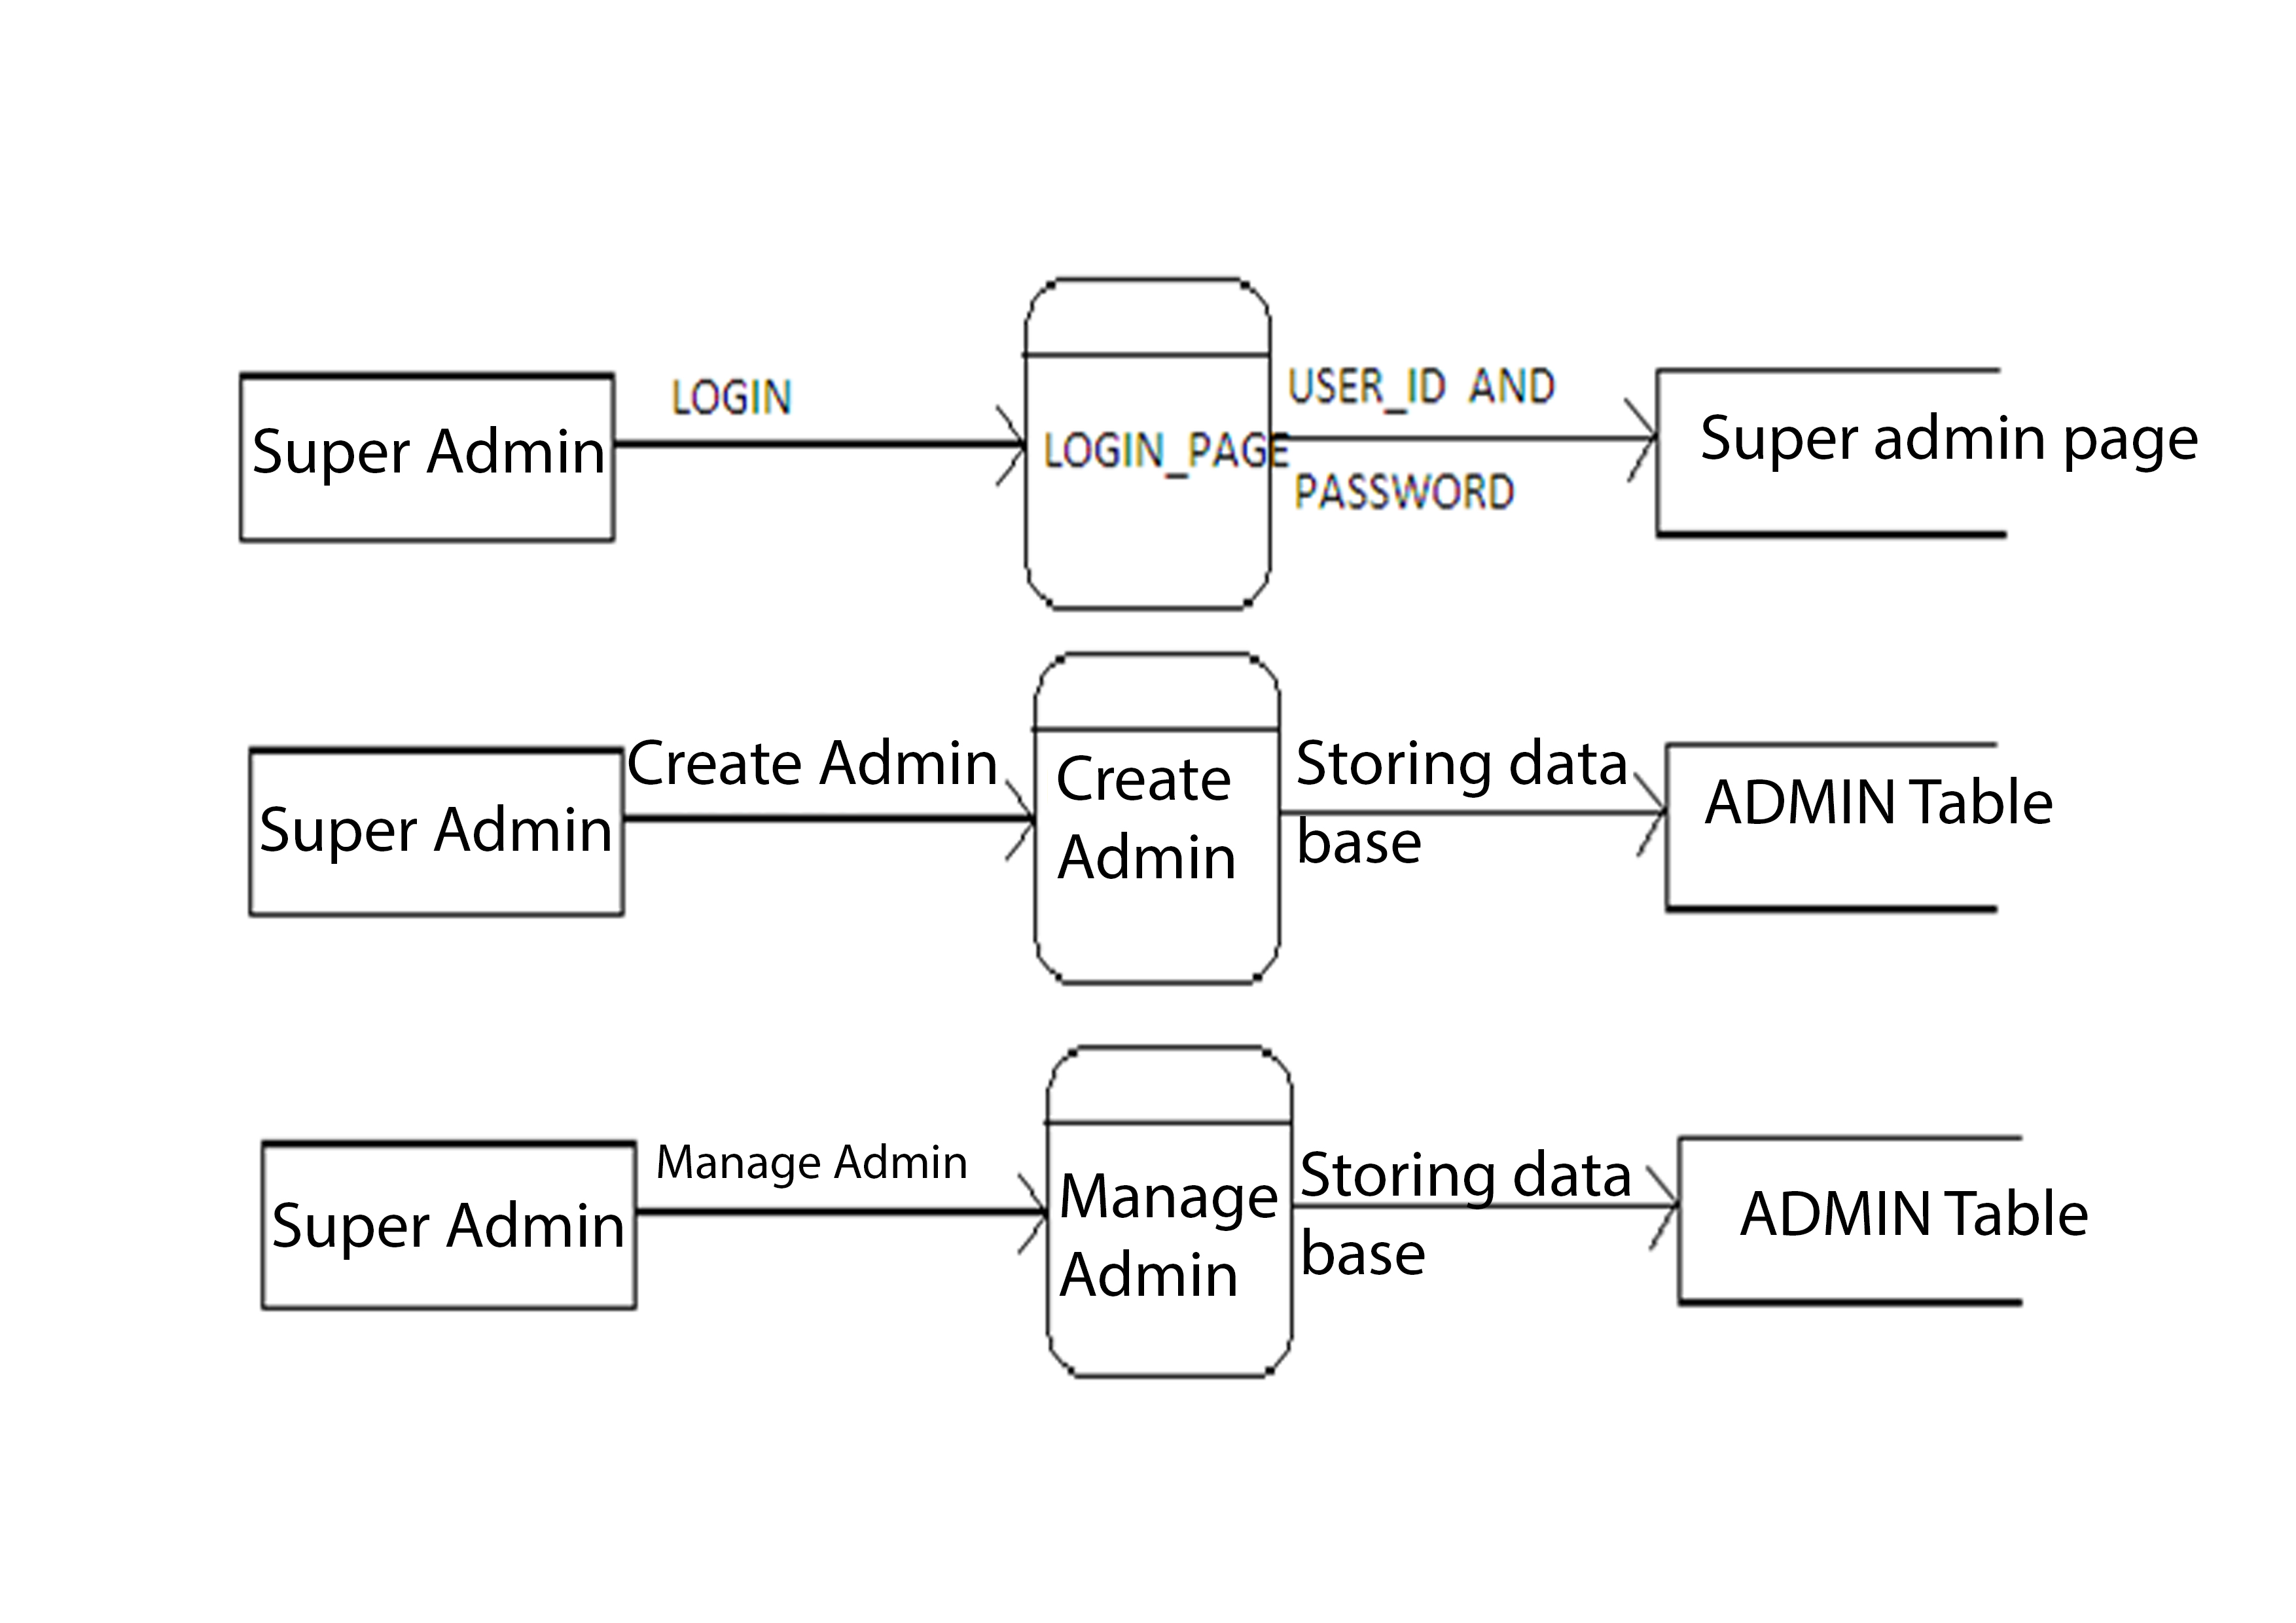 Super Admin
LOGIN
LOGIN_PAGE
USER_ID AND
PASSWORD
Super admin page
Super Admin
Create Admin
Create
Admin
Storing data
base
ADMIN Table
Super Admin
Manage Admin
Manage
Admin
Storing data
base
ADMIN Table